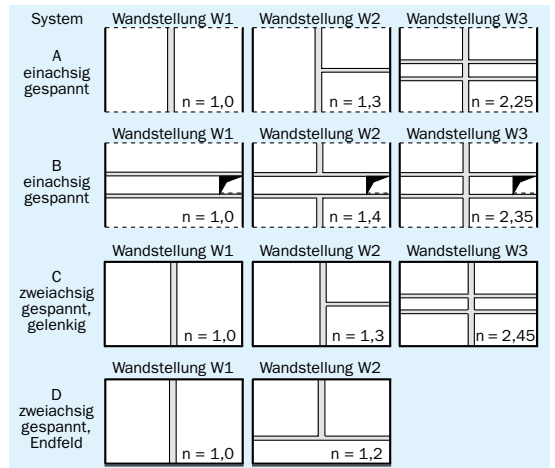 System Wandstellung W1 Wandstellung W2 Wandstellung W3
A
einachsig
gespannt
n = 1,0 n = 1,3 n = 2,25
Wandstellung W1 Wandstellung W2 Wandstellung W3
B
einachsig
gespannt
n = 1,0 n = 1,4 n = 2,35
Wandstellung W1 Wandstellung W2 Wandstellung W3
C
zweiachsig
gespannt,
gelenkig
n = 1,0 n = 1,3 n = 2,45
Wandstellung W1 Wandstellung W2
D
zweiachsig
gespannt,
Endfeld
n = 1,0 n = 1,2